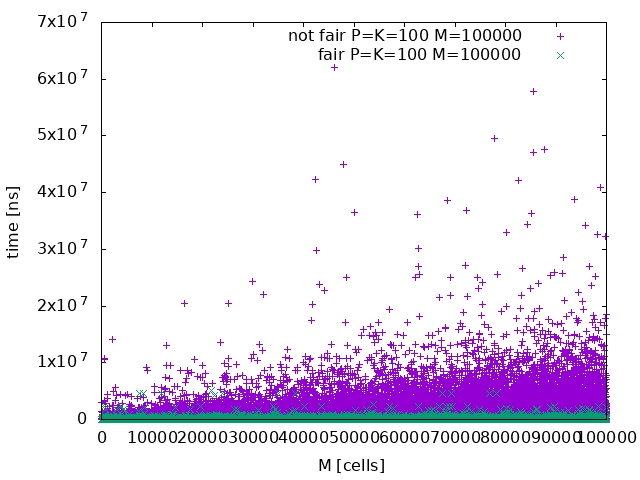 7x10^7
not fair P=K=100 M=100000
fair P=K=100 M=100000
6x10^7
5x10^7
4x10^7
3x10^7
2x10^7
1x10^7
0
time [ns]
0 10000 20000 30000 40000 50000 60000 70000 80000 90000 100000
M [cells]